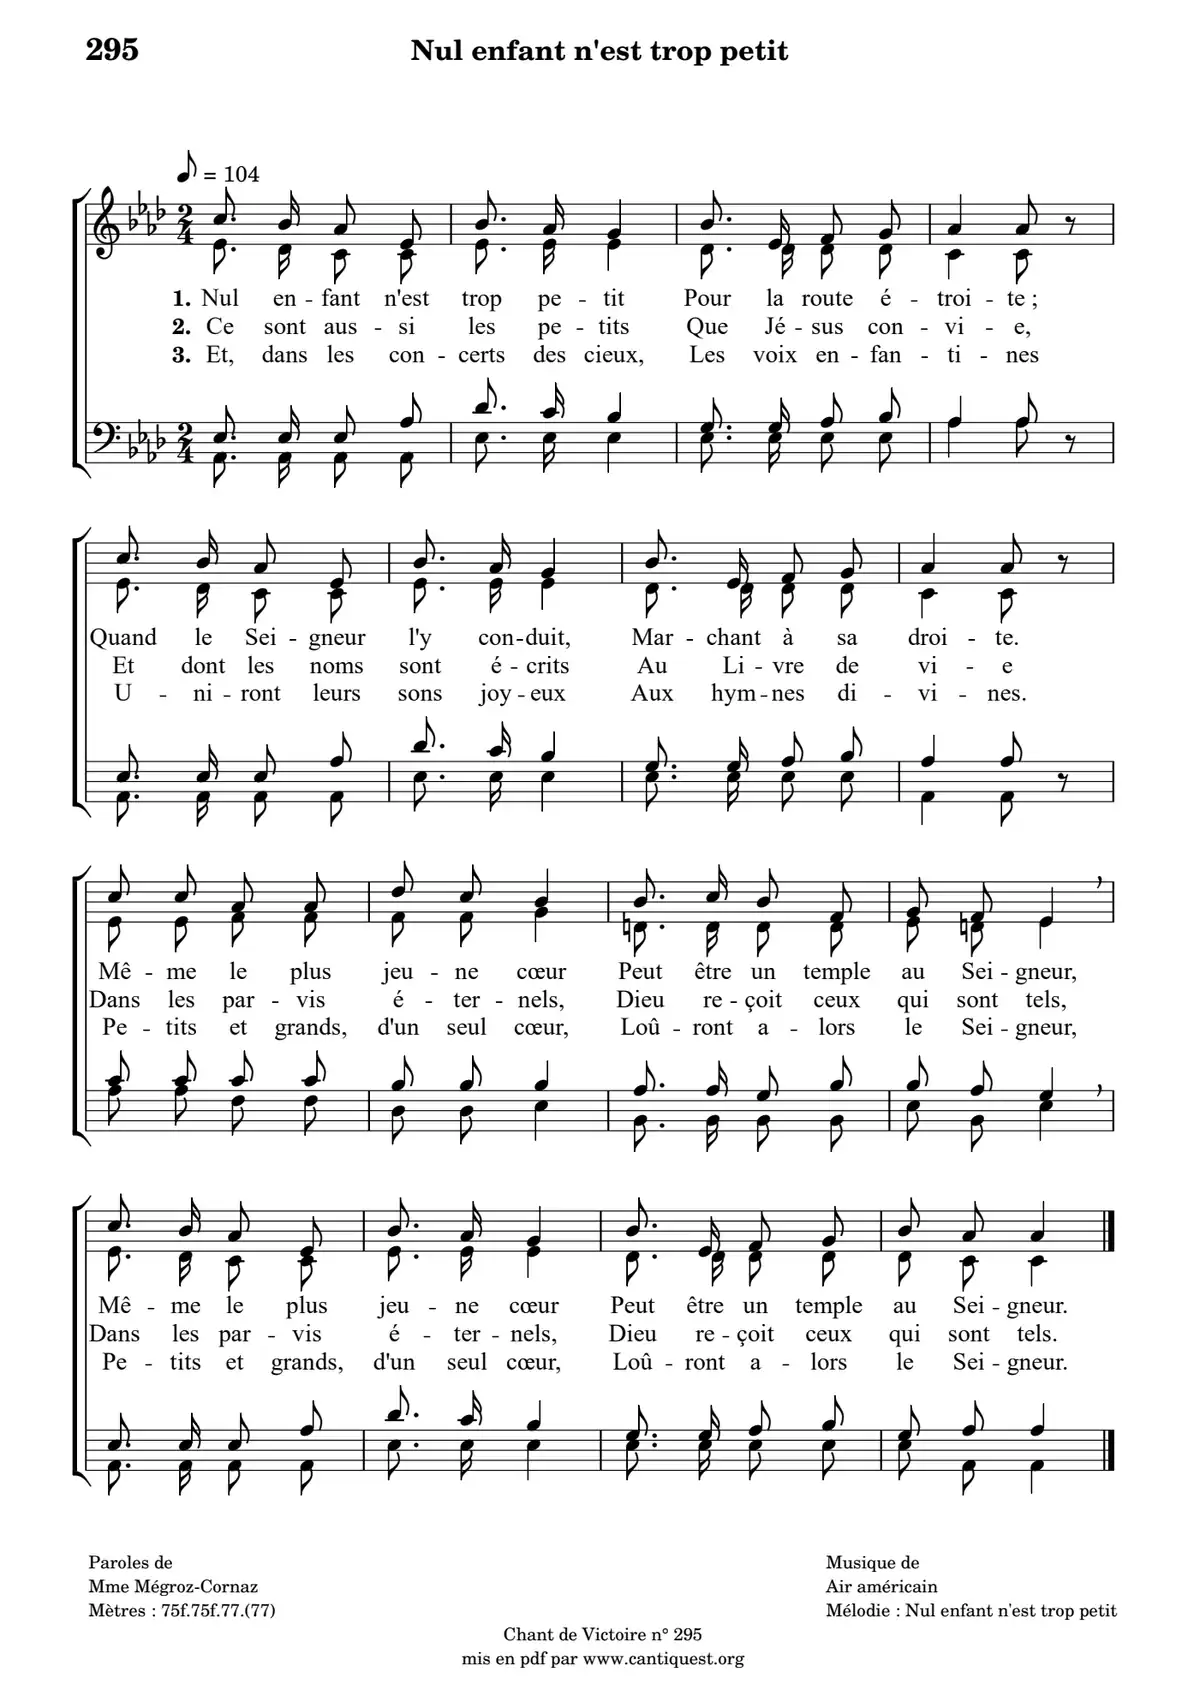 295 Nul enfant n'est trop petit
= 104
1. Nul en - fant n'est trop pe - tit Pour la route é - troi - te ;
2. Ce sont aus - si les pe - tits Que Jé - sus con - vi - e,
3. Et, dans les con - certs des cieux, Les voix en - fan - ti - nes
Quand le Sei - gneur l'y con - duit, Mar - chant à sa droi - te.
Et dont les noms sont é - crits Au Li - vre de vi - e
U - ni - ront leurs sons joy - eux Aux hym - nes di - vi - nes.
Mê - me le plus jeu - ne cœur Peut être un temple au Sei - gneur,
Dans les par - vis é - ter - nels, Dieu re - çoit ceux qui sont tels,
Pe - tits et grands, d'un seul cœur, Loû - ront a - lors le Sei - gneur,
Mê - me le plus jeu - ne cœur Peut être un temple au Sei - gneur.
Dans les par - vis é - ter - nels, Dieu re - çoit ceux qui sont tels.
Pe - tits et grands, d'un seul cœur, Loû - ront a - lors le Sei - gneur.
Paroles de
Mme Mégroz-Cornaz
Mètres : 75f.75f.77.(77)
Musique de
Air américain
Mélodie : Nul enfant n'est trop petit
Chant de Victoire n° 295
mis en pdf par www.cantiquest.org